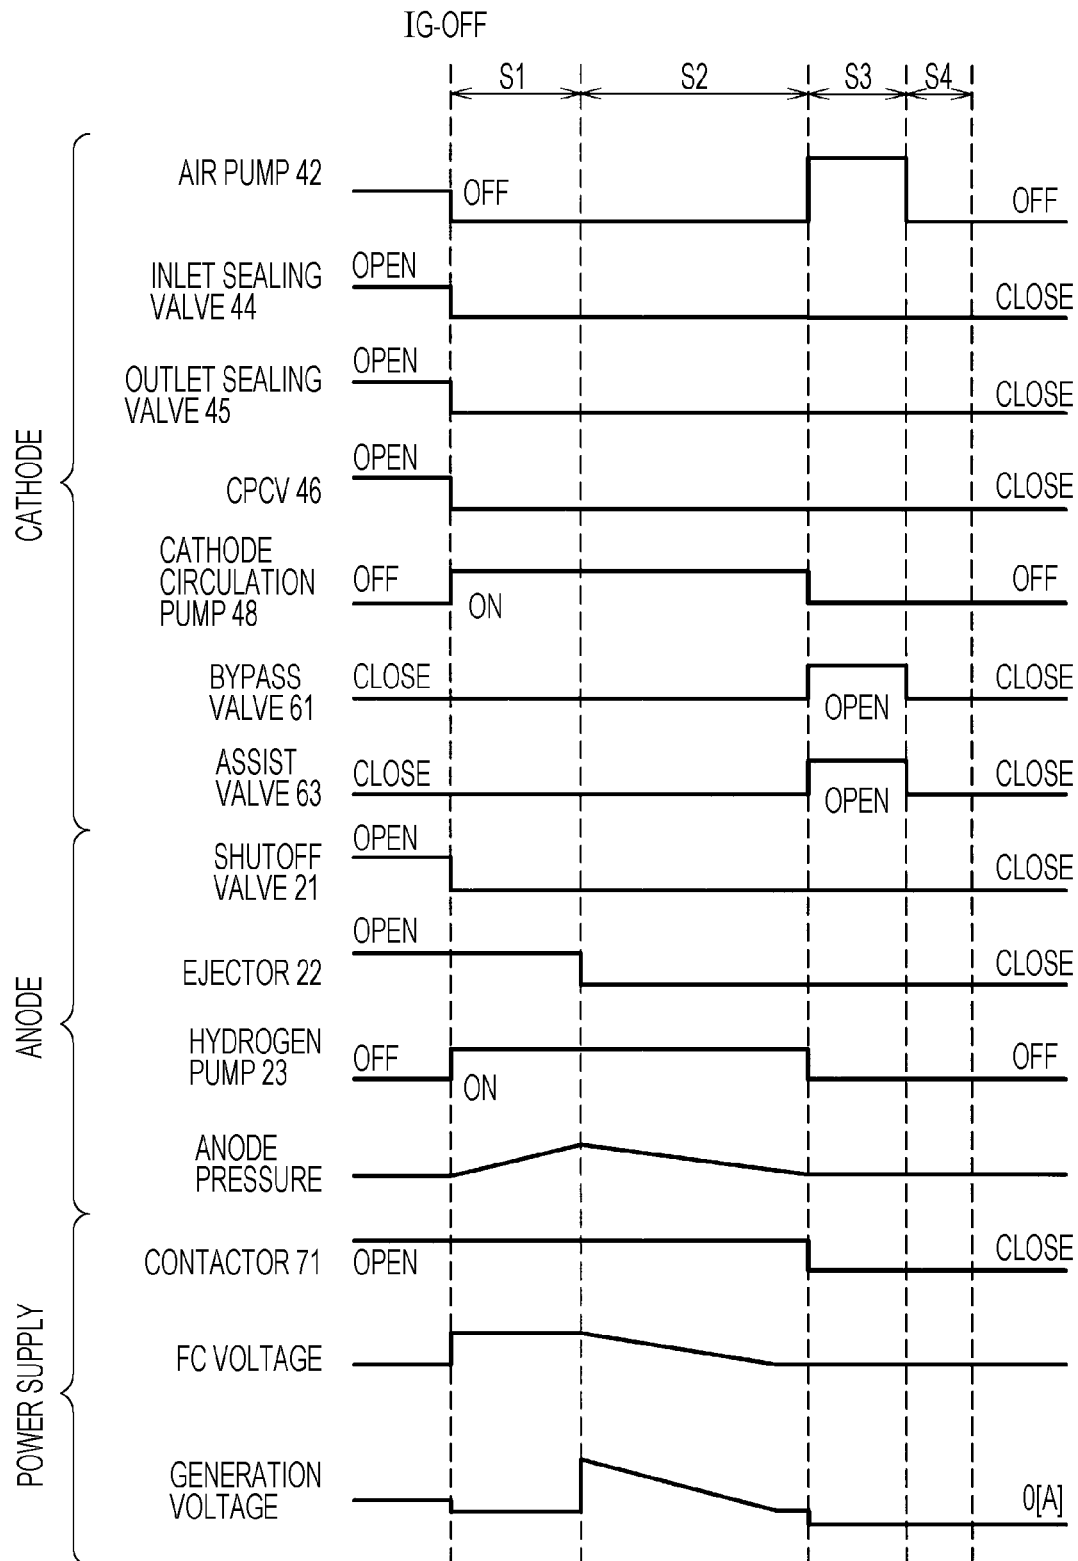 IG-OFF
S1 S2 S3 S4
CATHODE
AIR PUMP 42
OFF OFF
INLET SEALING
VALVE 44
OPEN CLOSE
OUTLET SEALING
VALVE 45
OPEN CLOSE
CPCV 46
OPEN CLOSE
CATHODE
CIRCULATION
PUMP 48
OFF ON OFF
BYPASS
VALVE 61
CLOSE OPEN CLOSE
ASSIST
VALVE 63
CLOSE OPEN CLOSE
ANODE
SHUTOFF
VALVE 21
OPEN CLOSE
EJECTOR 22
OPEN CLOSE
HYDROGEN
PUMP 23
OFF ON OFF
ANODE
PRESSURE
POWER SUPPLY
CONTACTOR 71
OPEN CLOSE
FC VOLTAGE
GENERATION
VOLTAGE
0[A]